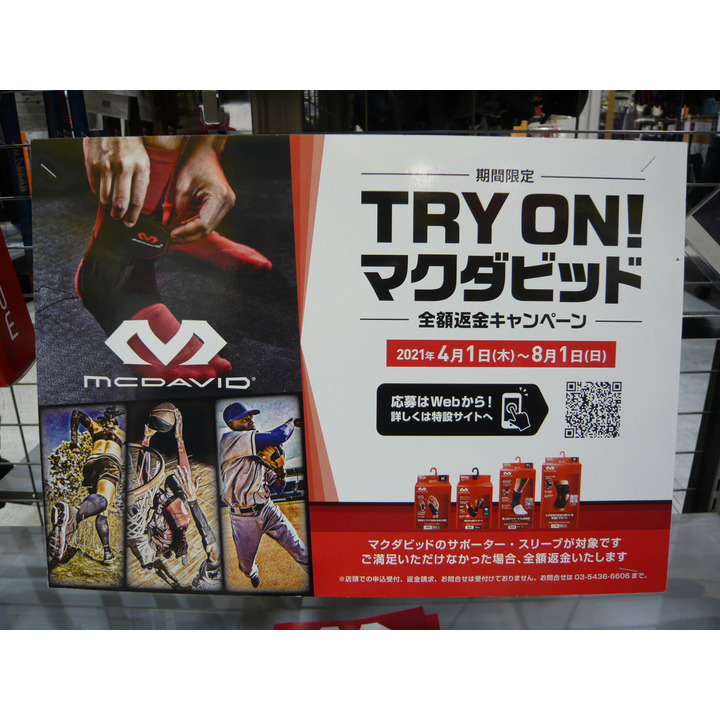 期間限定
TRY ON!
マクダビッド
全額返金キャンペーン
2021年4月1日(木)～8月1日(日)
応募はWebから!
詳しくは特設サイトへ
MCDAVID
マクダビッドのサポーター・スリーブが対象です
ご満足いただけなかった場合、全額返金いたします
※店頭での申込受付、返金請求、お問合せは受付けておりません。お問合せは 03-5436-6606 まで。